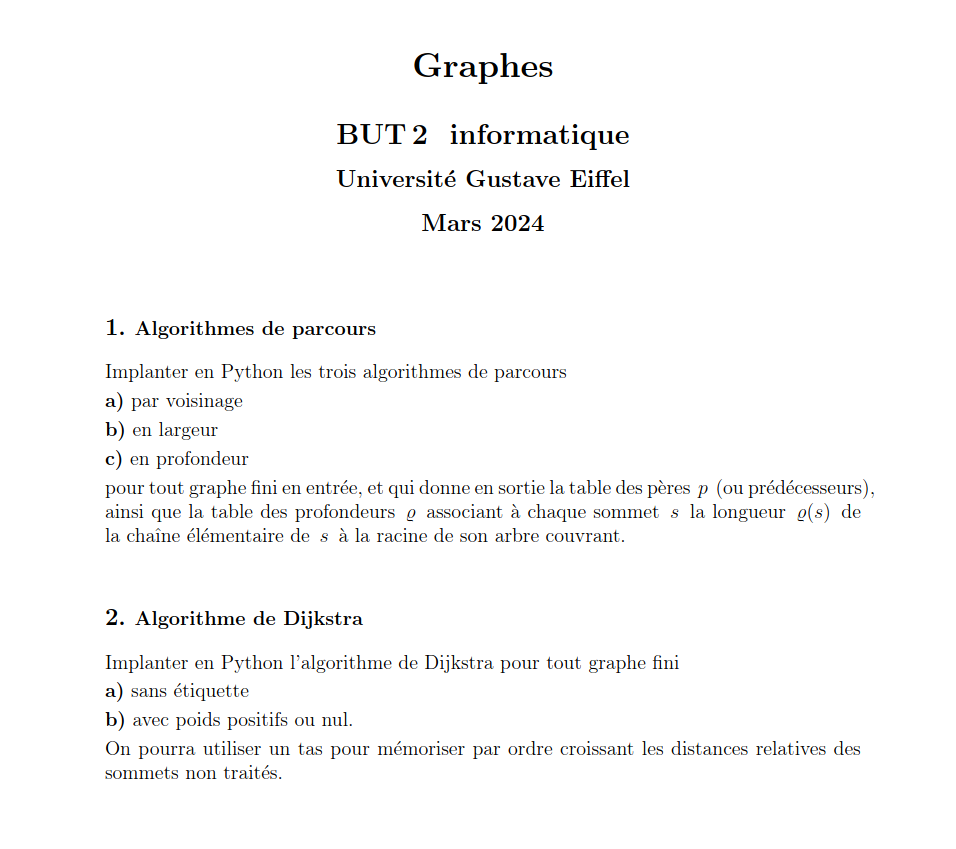 Graphes
BUT 2 informatique
Université Gustave Eiffel
Mars 2024
1. Algorithmes de parcours
Implanter en Python les trois algorithmes de parcours
a) par voisinage
b) en largeur
c) en profondeur
pour tout graphe fini en entrée, et qui donne en sortie la table des pères p (ou prédécesseurs),
ainsi que la table des profondeurs ϱ associant à chaque sommet s la longueur ϱ(s) de
la chaîne élémentaire de s à la racine de son arbre couvrant.
2. Algorithme de Dijkstra
Implanter en Python l'algorithme de Dijkstra pour tout graphe fini
a) sans étiquette
b) avec poids positifs ou nul.
On pourra utiliser un tas pour mémoriser par ordre croissant les distances relatives des
sommets non traités.